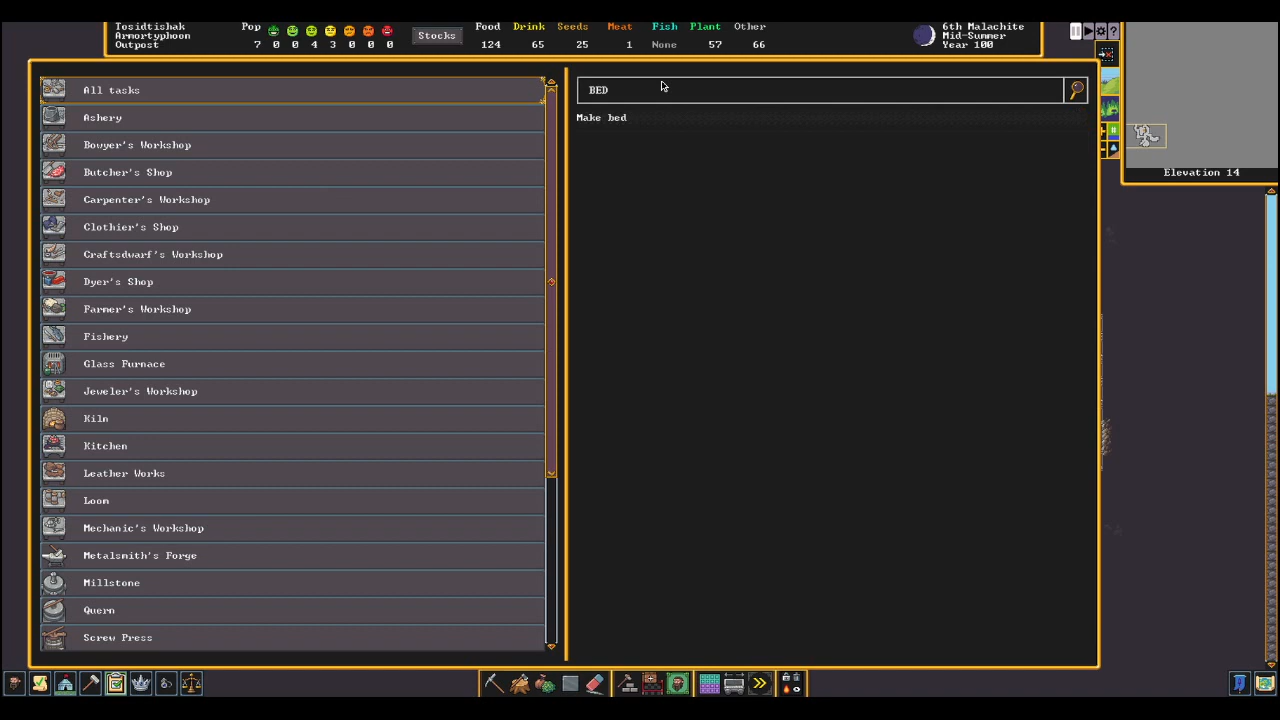 Tosidtishak
Armortyphoon
Outpost
Pop
7 0 0 4 3 0 0 0
Stocks
Food Drink Seeds Meat Fish Plant Other
124 65 25 1 None 57 66
6th Malachite
Mid-Summer
Year 100
All tasks
Ashery
Bowyer's Workshop
Butcher's Shop
Carpenter's Workshop
Clothier's Shop
Craftsdwarf's Workshop
Dyer's Shop
Farmer's Workshop
Fishery
Glass Furnace
Jeweler's Workshop
Kiln
Kitchen
Leather Works
Loom
Mechanic's Workshop
Metalsmith's Forge
Millstone
Quern
Screw Press
BED
Make bed
Elevation 14